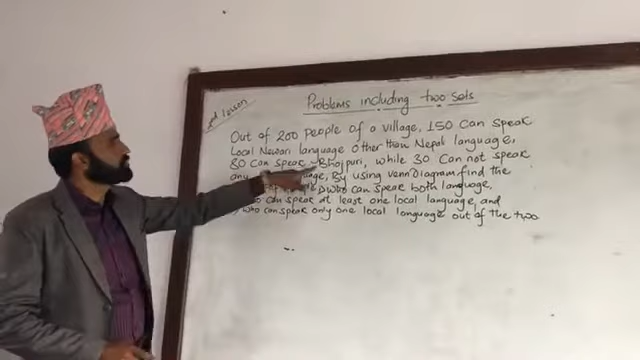 2nd lesson
Problems including two sets
Out of 200 people of a village, 150 can speak
Local Newari language other than Nepali language,
80 can speak Bhojpuri, while 30 can not speak
any language, By using venn diagram find the
who can speak both language,
who can speak at least one local language, and
who can speak only one local language out of the two